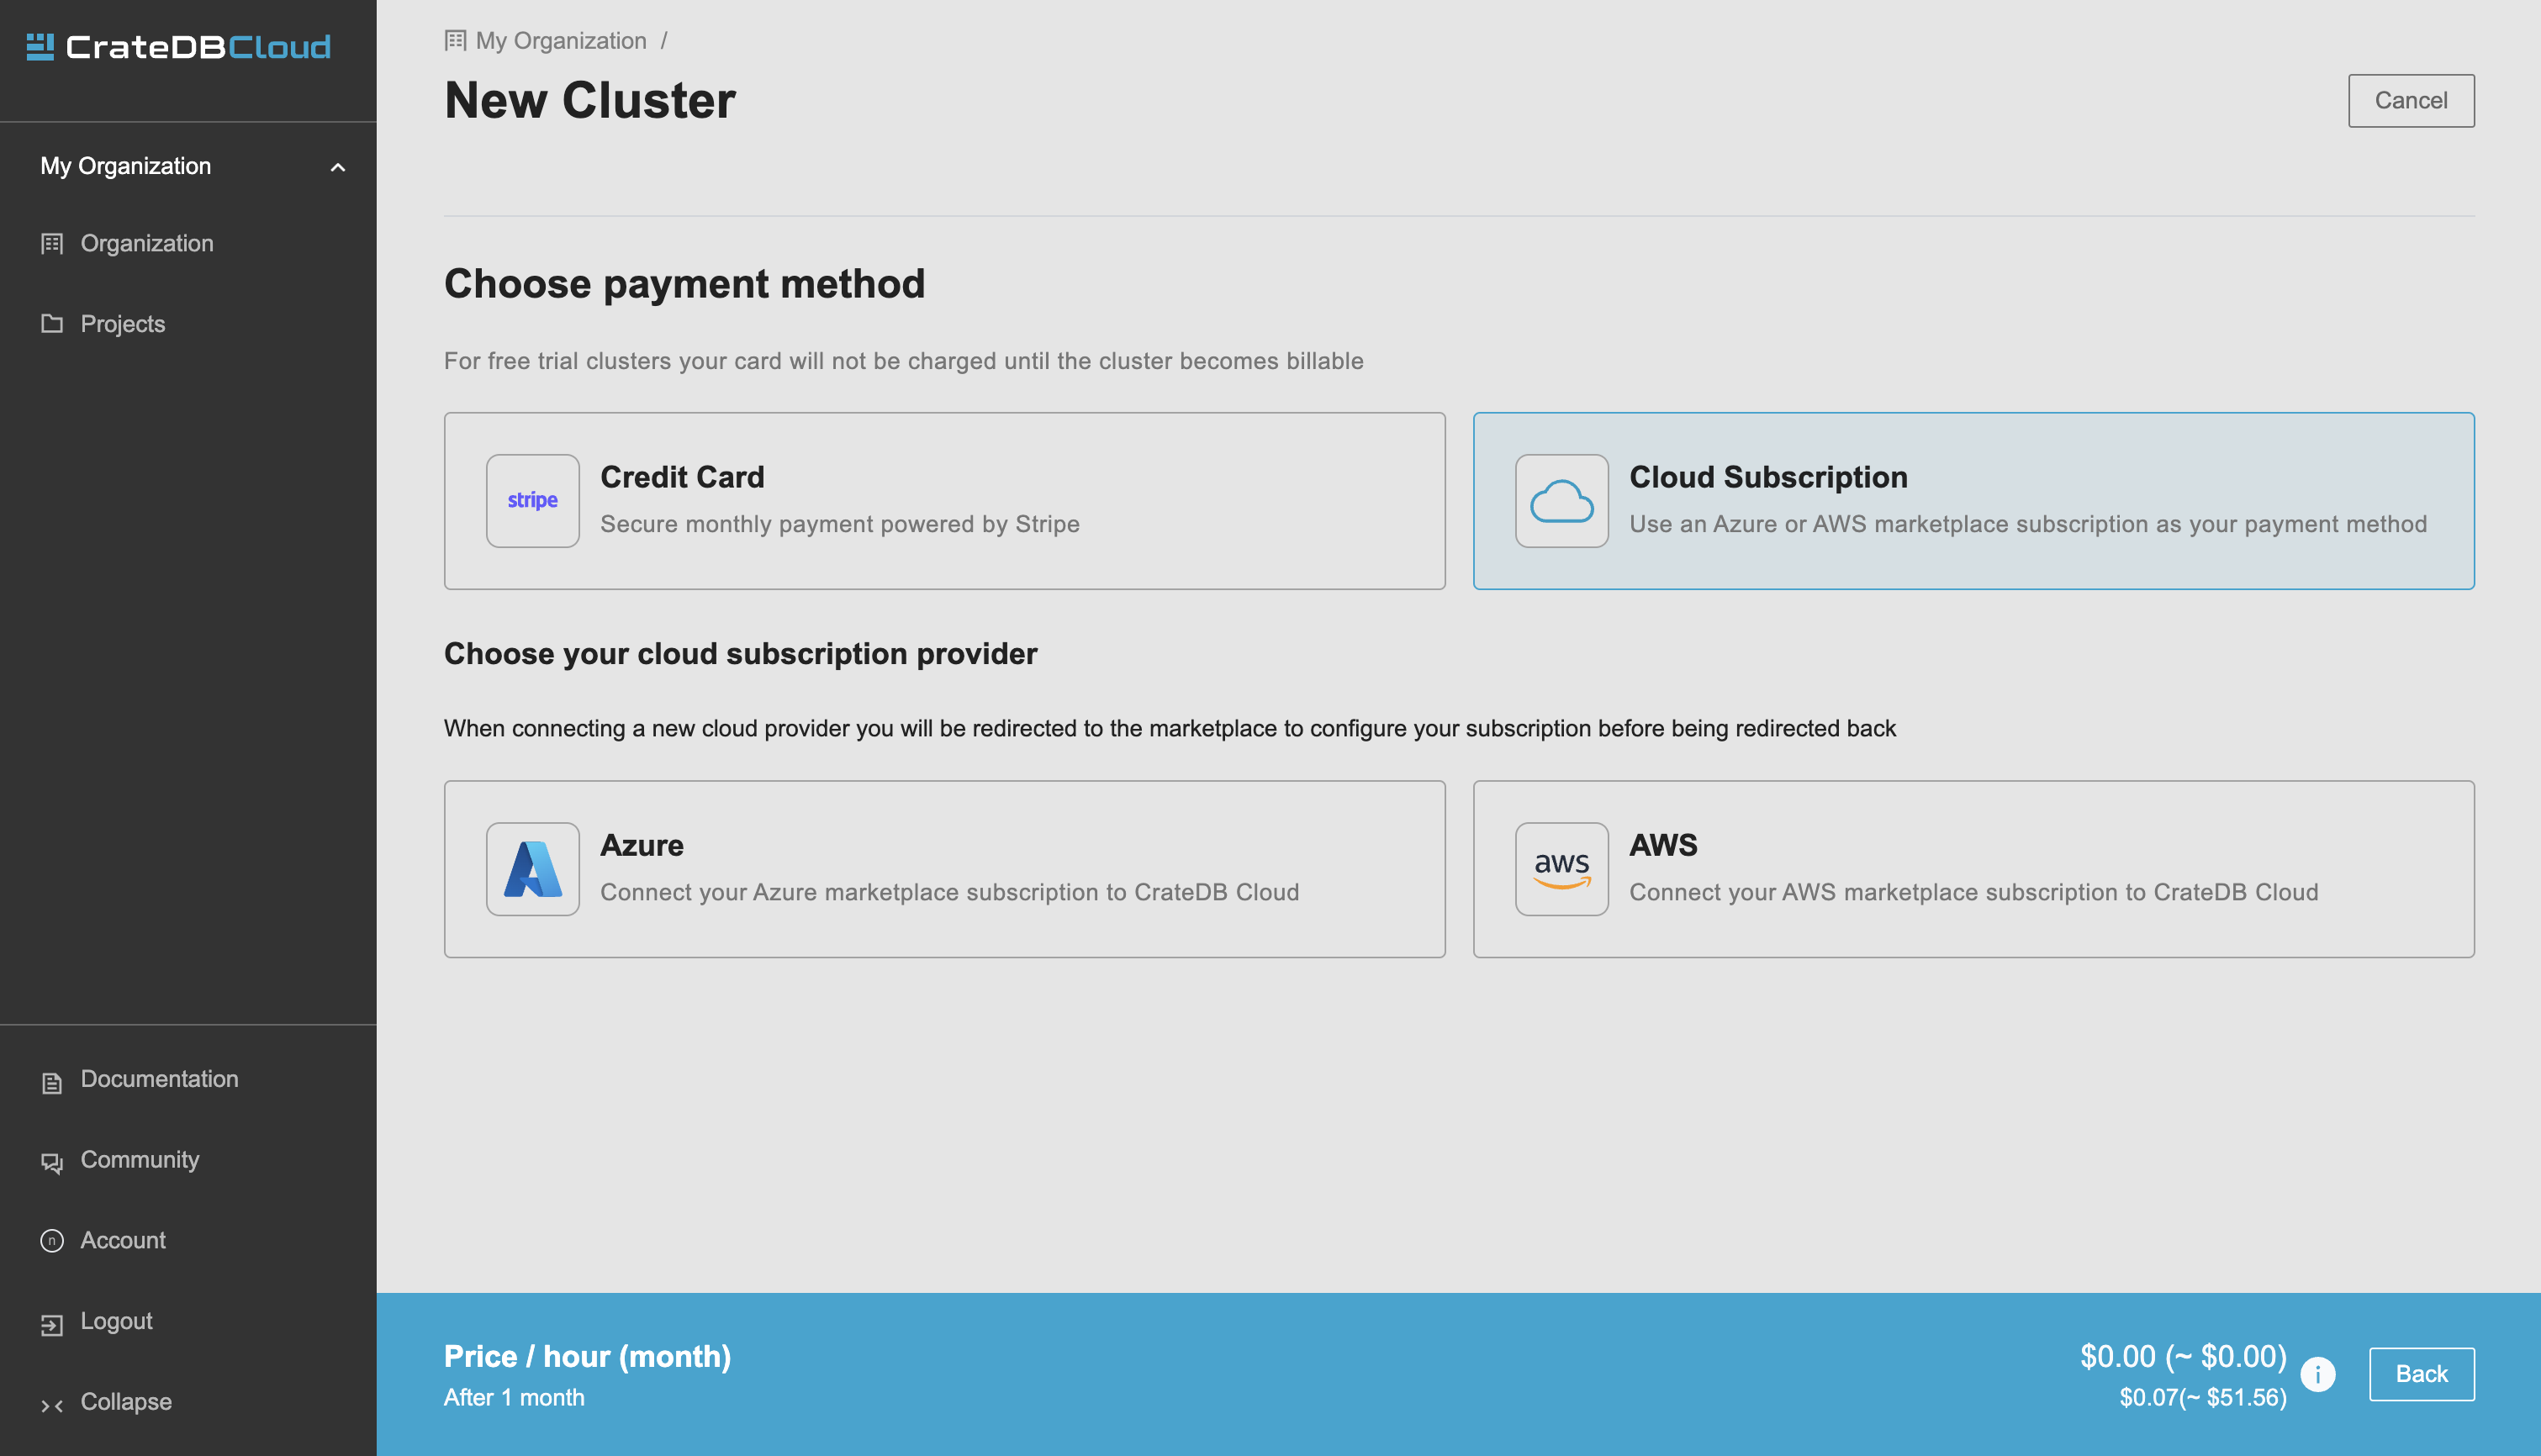 CrateDBCloud
My Organization
Organization
Projects
Documentation
Community
n
Account
Logout
Collapse
My Organization /
New Cluster
Cancel
Choose payment method
For free trial clusters your card will not be charged until the cluster becomes billable
stripe
Credit Card
Secure monthly payment powered by Stripe
Cloud Subscription
Use an Azure or AWS marketplace subscription as your payment method
Choose your cloud subscription provider
When connecting a new cloud provider you will be redirected to the marketplace to configure your subscription before being redirected back
Azure
Connect your Azure marketplace subscription to CrateDB Cloud
aws
AWS
Connect your AWS marketplace subscription to CrateDB Cloud
Price / hour (month)
After 1 month
$0.00 (~ $0.00)
$0.07(~ $51.56)
i
Back